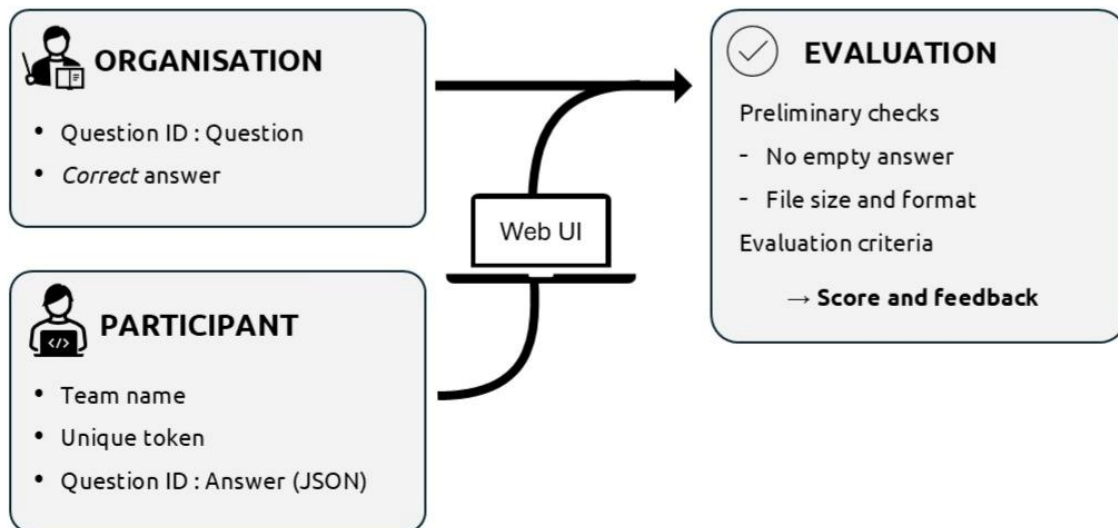 ORGANISATION
• Question ID : Question
• Correct answer
Web UI
PARTICIPANT
</>
• Team name
• Unique token
• Question ID : Answer (JSON)
EVALUATION
Preliminary checks
- No empty answer
- File size and format
Evaluation criteria
→ Score and feedback